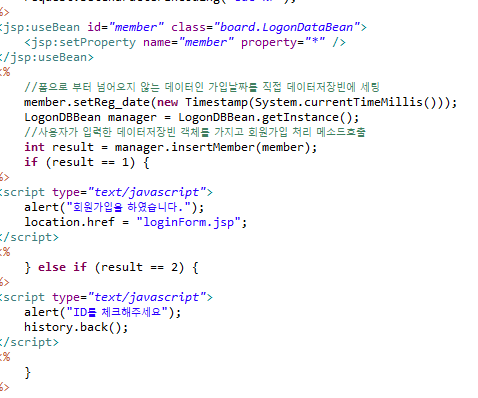 %>
<jsp:useBean id="member" class="board.LogonDataBean">
<jsp:setProperty name="member" property="*" />
</jsp:useBean>
<%
//폼으로 부터 넘어오지 않는 데이터인 가입날짜를 직접 데이터저장빈에 세팅
member.setReg_date(new Timestamp(System.currentTimeMillis()));
LogonDBBean manager = LogonDBBean.getInstance();
//사용자가 입력한 데이터저장빈 객체를 가지고 회원가입 처리 메소드호출
int result = manager.insertMember(member);
if (result == 1) {
%>
<script type="text/javascript">
alert("회원가입을 하였습니다.");
location.href = "loginForm.jsp";
</script>
<%
} else if (result == 2) {
%>
<script type="text/javascript">
alert("ID를 체크해주세요");
history.back();
</script>
<%
}
%>